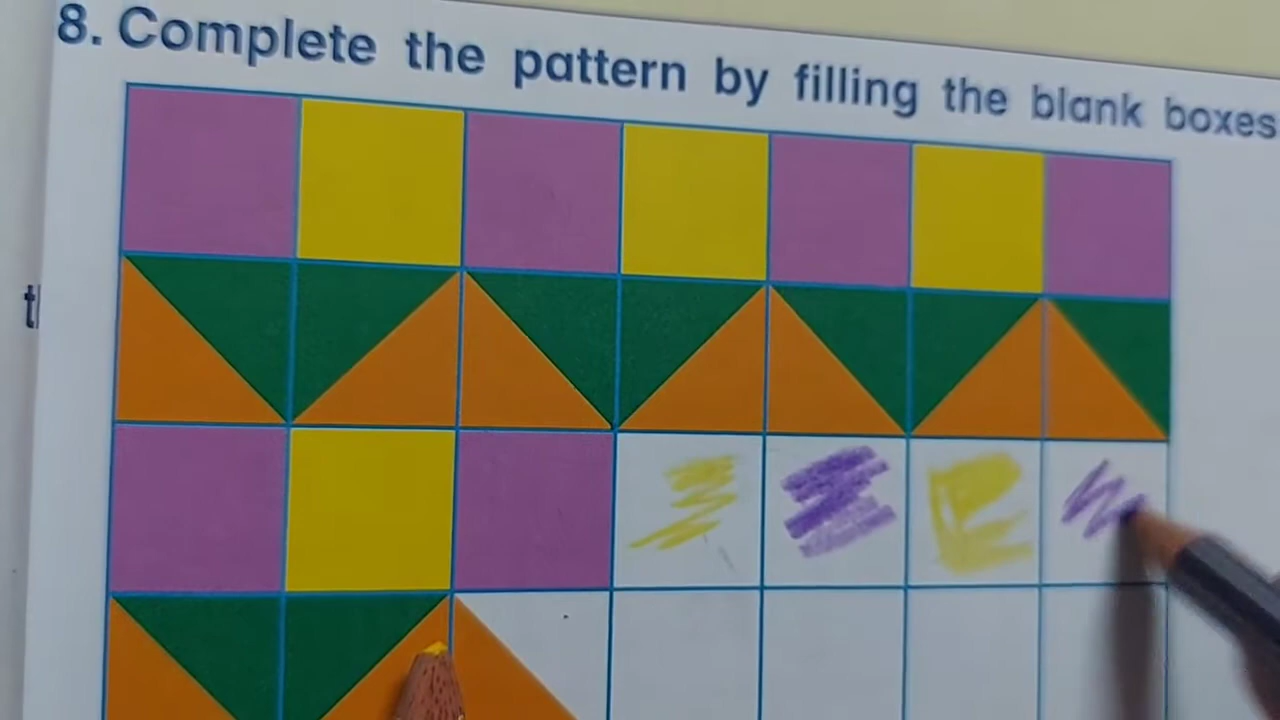 8. Complete the pattern by filling the blank boxes